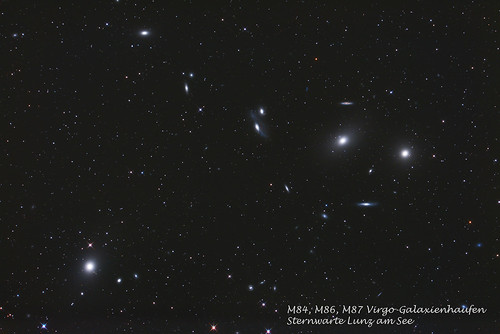 M84, M86, M87 Virgo-Galaxienhaufen
Sternwarte Lunz am See